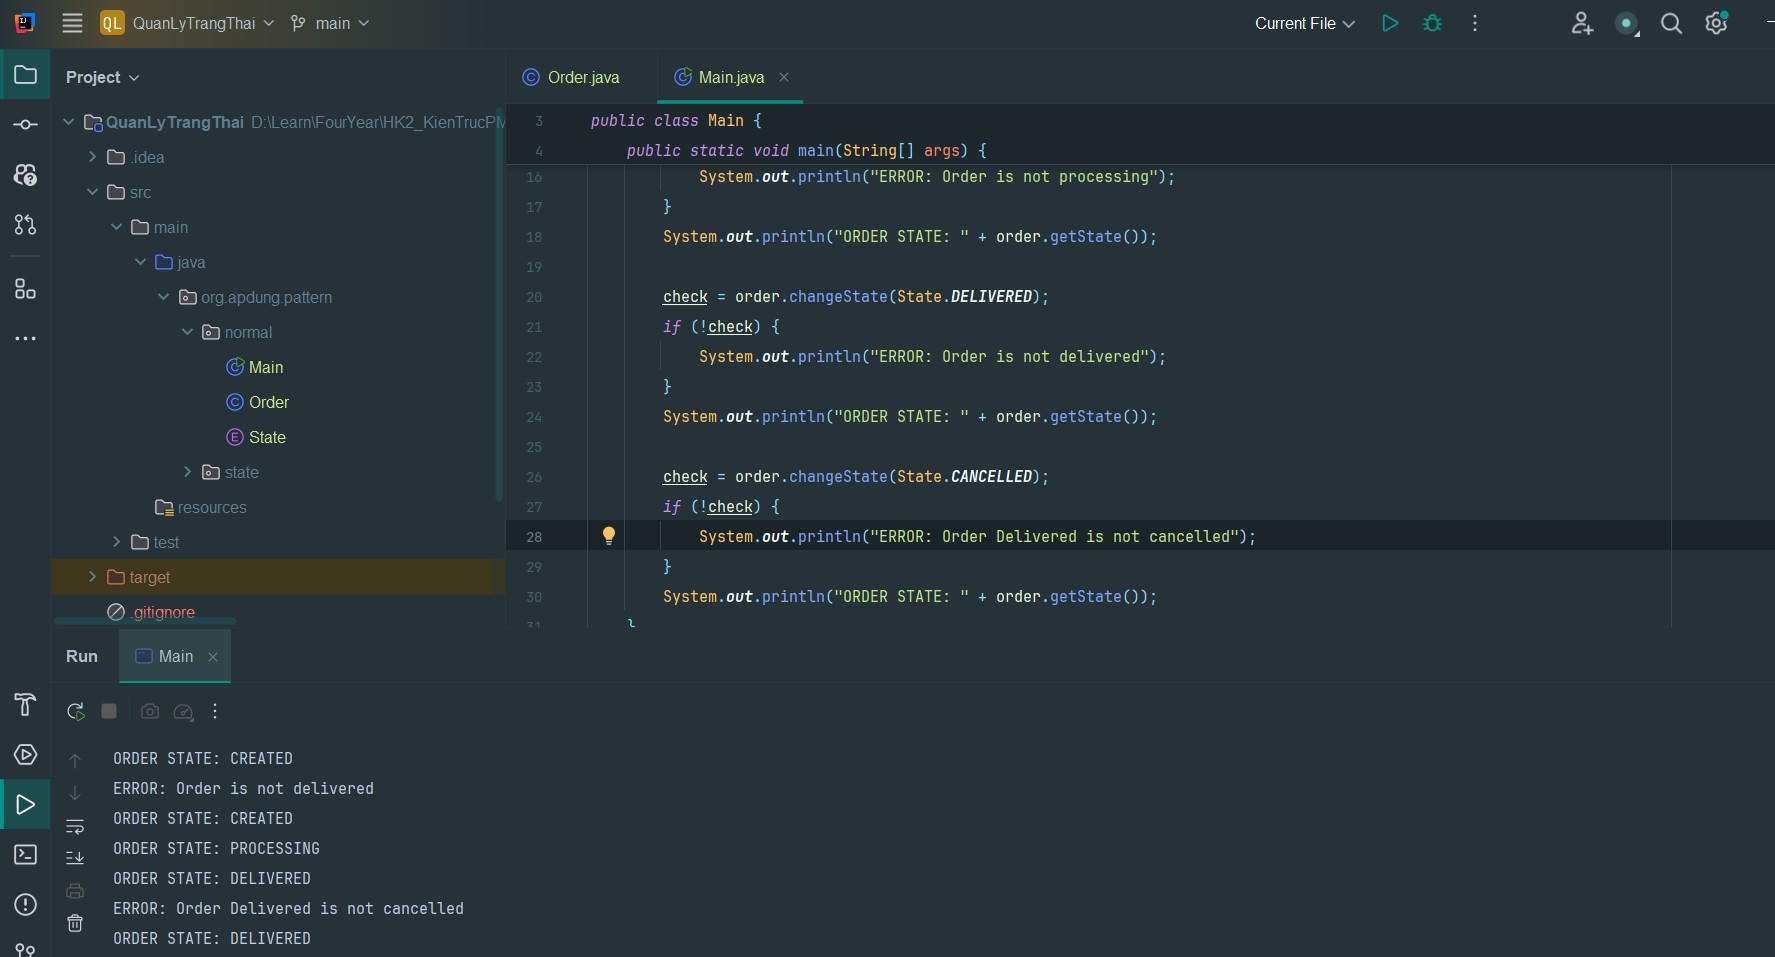 QL QuanLyTrangThai main Current File
Project
Order.java Main.java
QuanLyTrangThai D:\Learn\FourYear\HK2_KienTrucPM
.idea
src
main
java
org.apdung.pattern
normal
Main
Order
State
state
resources
test
target
.gitignore
3 public class Main {
4 public static void main(String[] args) {
16 System.out.println("ERROR: Order is not processing");
17 }
18 System.out.println("ORDER STATE: " + order.getState());
19
20 check = order.changeState(State.DELIVERED);
21 if (!check) {
22 System.out.println("ERROR: Order is not delivered");
23 }
24 System.out.println("ORDER STATE: " + order.getState());
25
26 check = order.changeState(State.CANCELLED);
27 if (!check) {
28 System.out.println("ERROR: Order Delivered is not cancelled");
29 }
30 System.out.println("ORDER STATE: " + order.getState());
31 }
Run Main
ORDER STATE: CREATED
ERROR: Order is not delivered
ORDER STATE: CREATED
ORDER STATE: PROCESSING
ORDER STATE: DELIVERED
ERROR: Order Delivered is not cancelled
ORDER STATE: DELIVERED